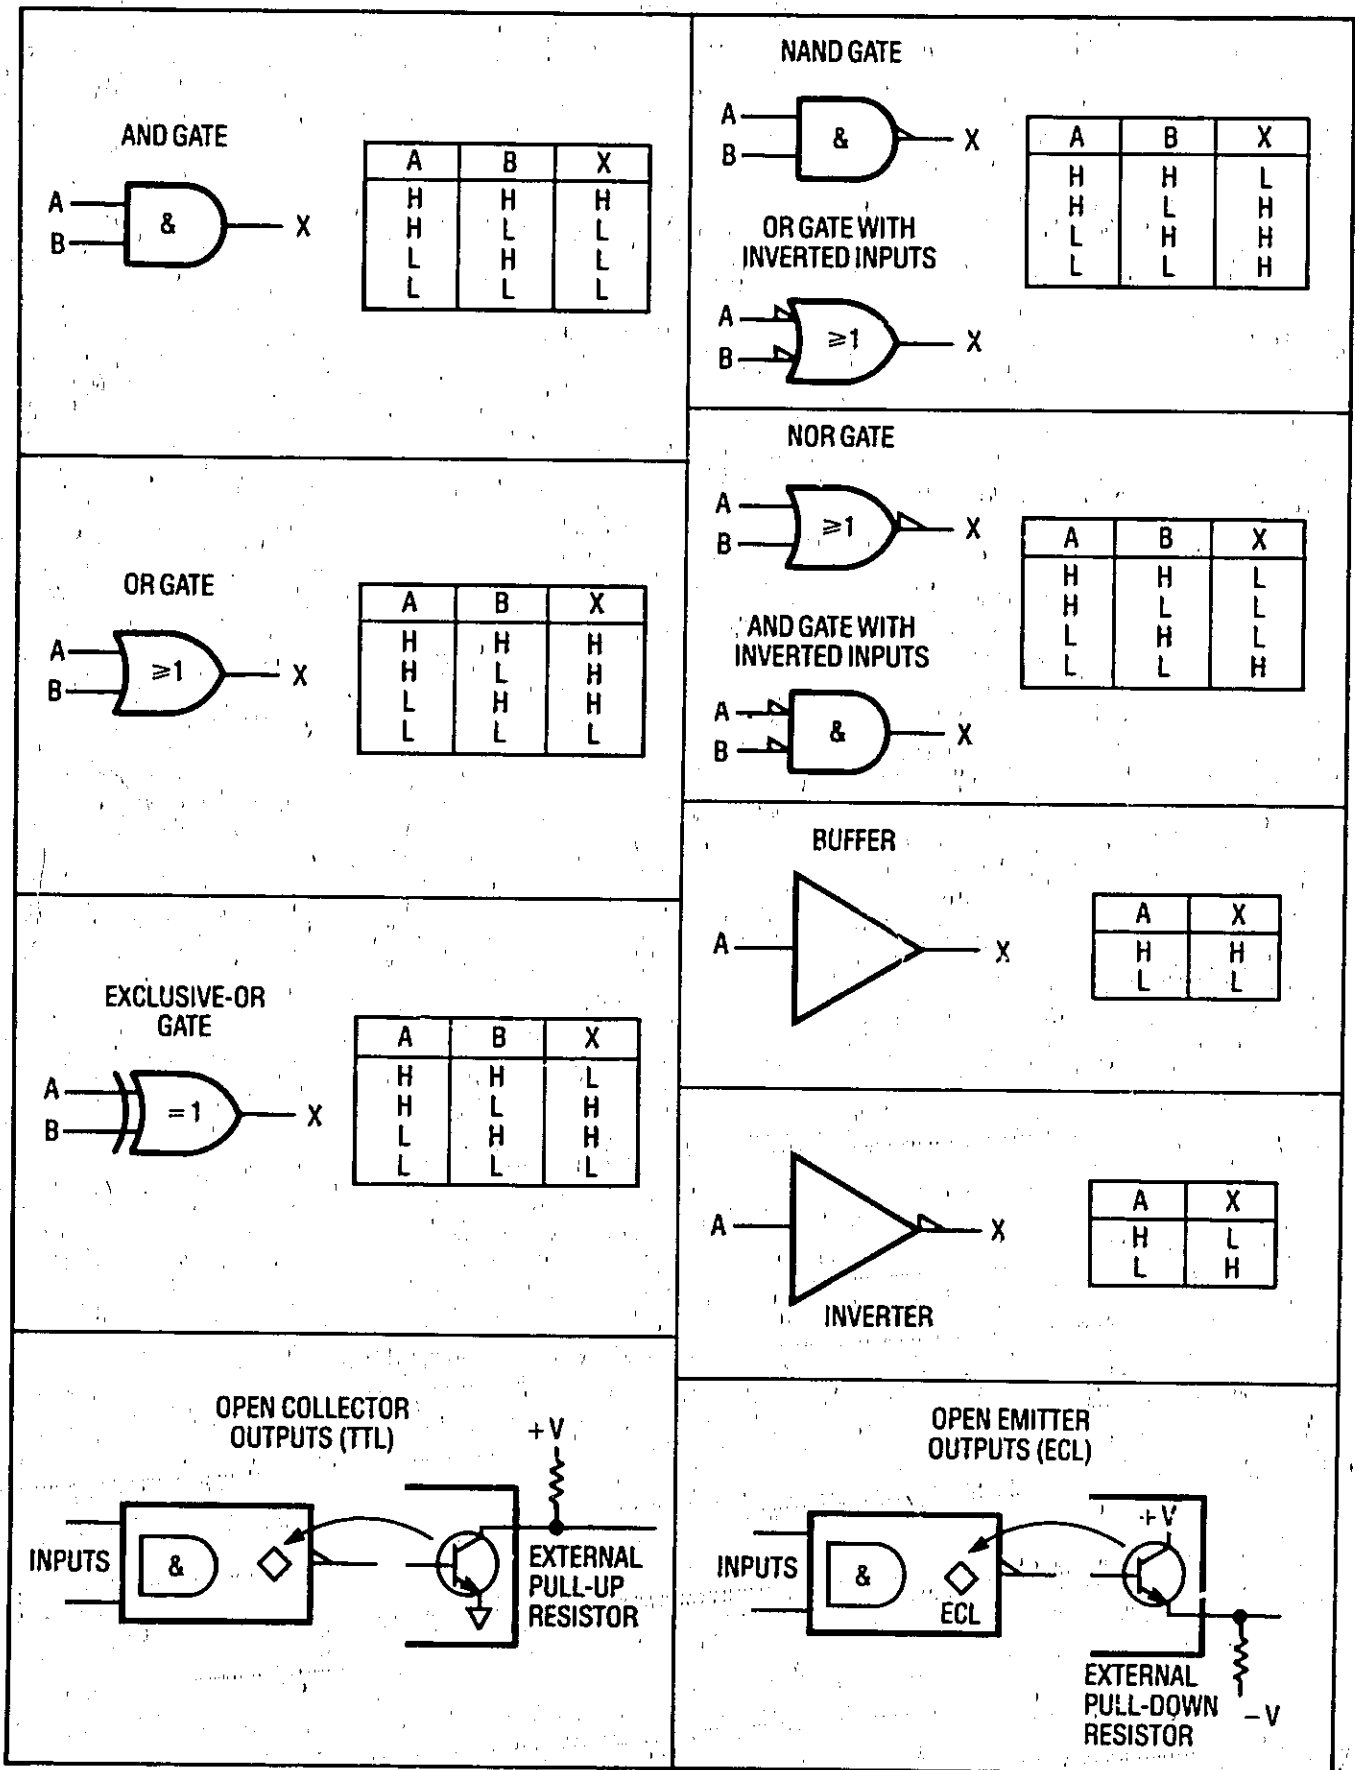 AND GATE
A
B
&
X
A B X
H H H
H L L
L H L
L L L
NAND GATE
A
B
&
X
OR GATE WITH
INVERTED INPUTS
A
B
≥1
X
A B X
H H L
H L H
L H H
L L H
OR GATE
A
B
≥1
X
A B X
H H H
H L H
L H H
L L L
NOR GATE
A
B
≥1
X
AND GATE WITH
INVERTED INPUTS
A
B
&
X
A B X
H H L
H L L
L H L
L L H
EXCLUSIVE-OR
GATE
A
B
=1
X
A B X
H H L
H L H
L H H
L L L
BUFFER
A
X
A X
H H
L L
A
X
INVERTER
A X
H L
L H
OPEN COLLECTOR
OUTPUTS (TTL)
+V
INPUTS
&
EXTERNAL
PULL-UP
RESISTOR
OPEN EMITTER
OUTPUTS (ECL)
+V
INPUTS
&
ECL
EXTERNAL
PULL-DOWN
RESISTOR
-V